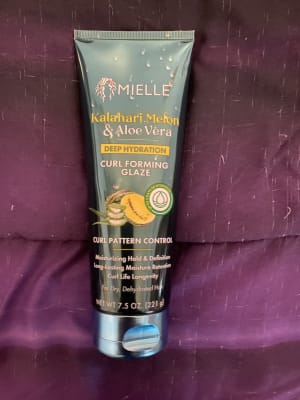 MIELLE
Kalahari Melon
& Aloe Vera
DEEP HYDRATION
CURL FORMING
GLAZE
CURL PATTERN CONTROL
Moisturizing Hold & Definition
Long-lasting Moisture Retention
Curl Life Longevity
For Dry, Dehydrated Hair
NET WT 7.5 OZ. (221 g)